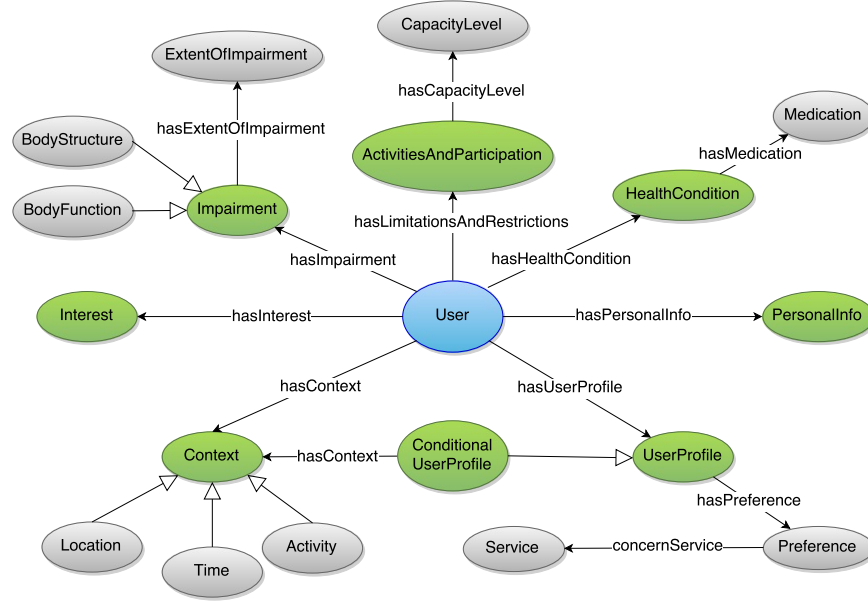 CapacityLevel
ExtentOfImpairment
hasCapacityLevel
Medication
hasExtentOfImpairment
BodyStructure
ActivitiesAndParticipation
hasMedication
HealthCondition
BodyFunction
Impairment
hasLimitationsAndRestrictions
hasImpairment
hasHealthCondition
Interest
hasInterest
User
hasPersonalInfo
PersonalInfo
hasContext
hasUserProfile
Context
hasContext
Conditional
UserProfile
UserProfile
hasPreference
Location
Time
Activity
Service
concernService
Preference